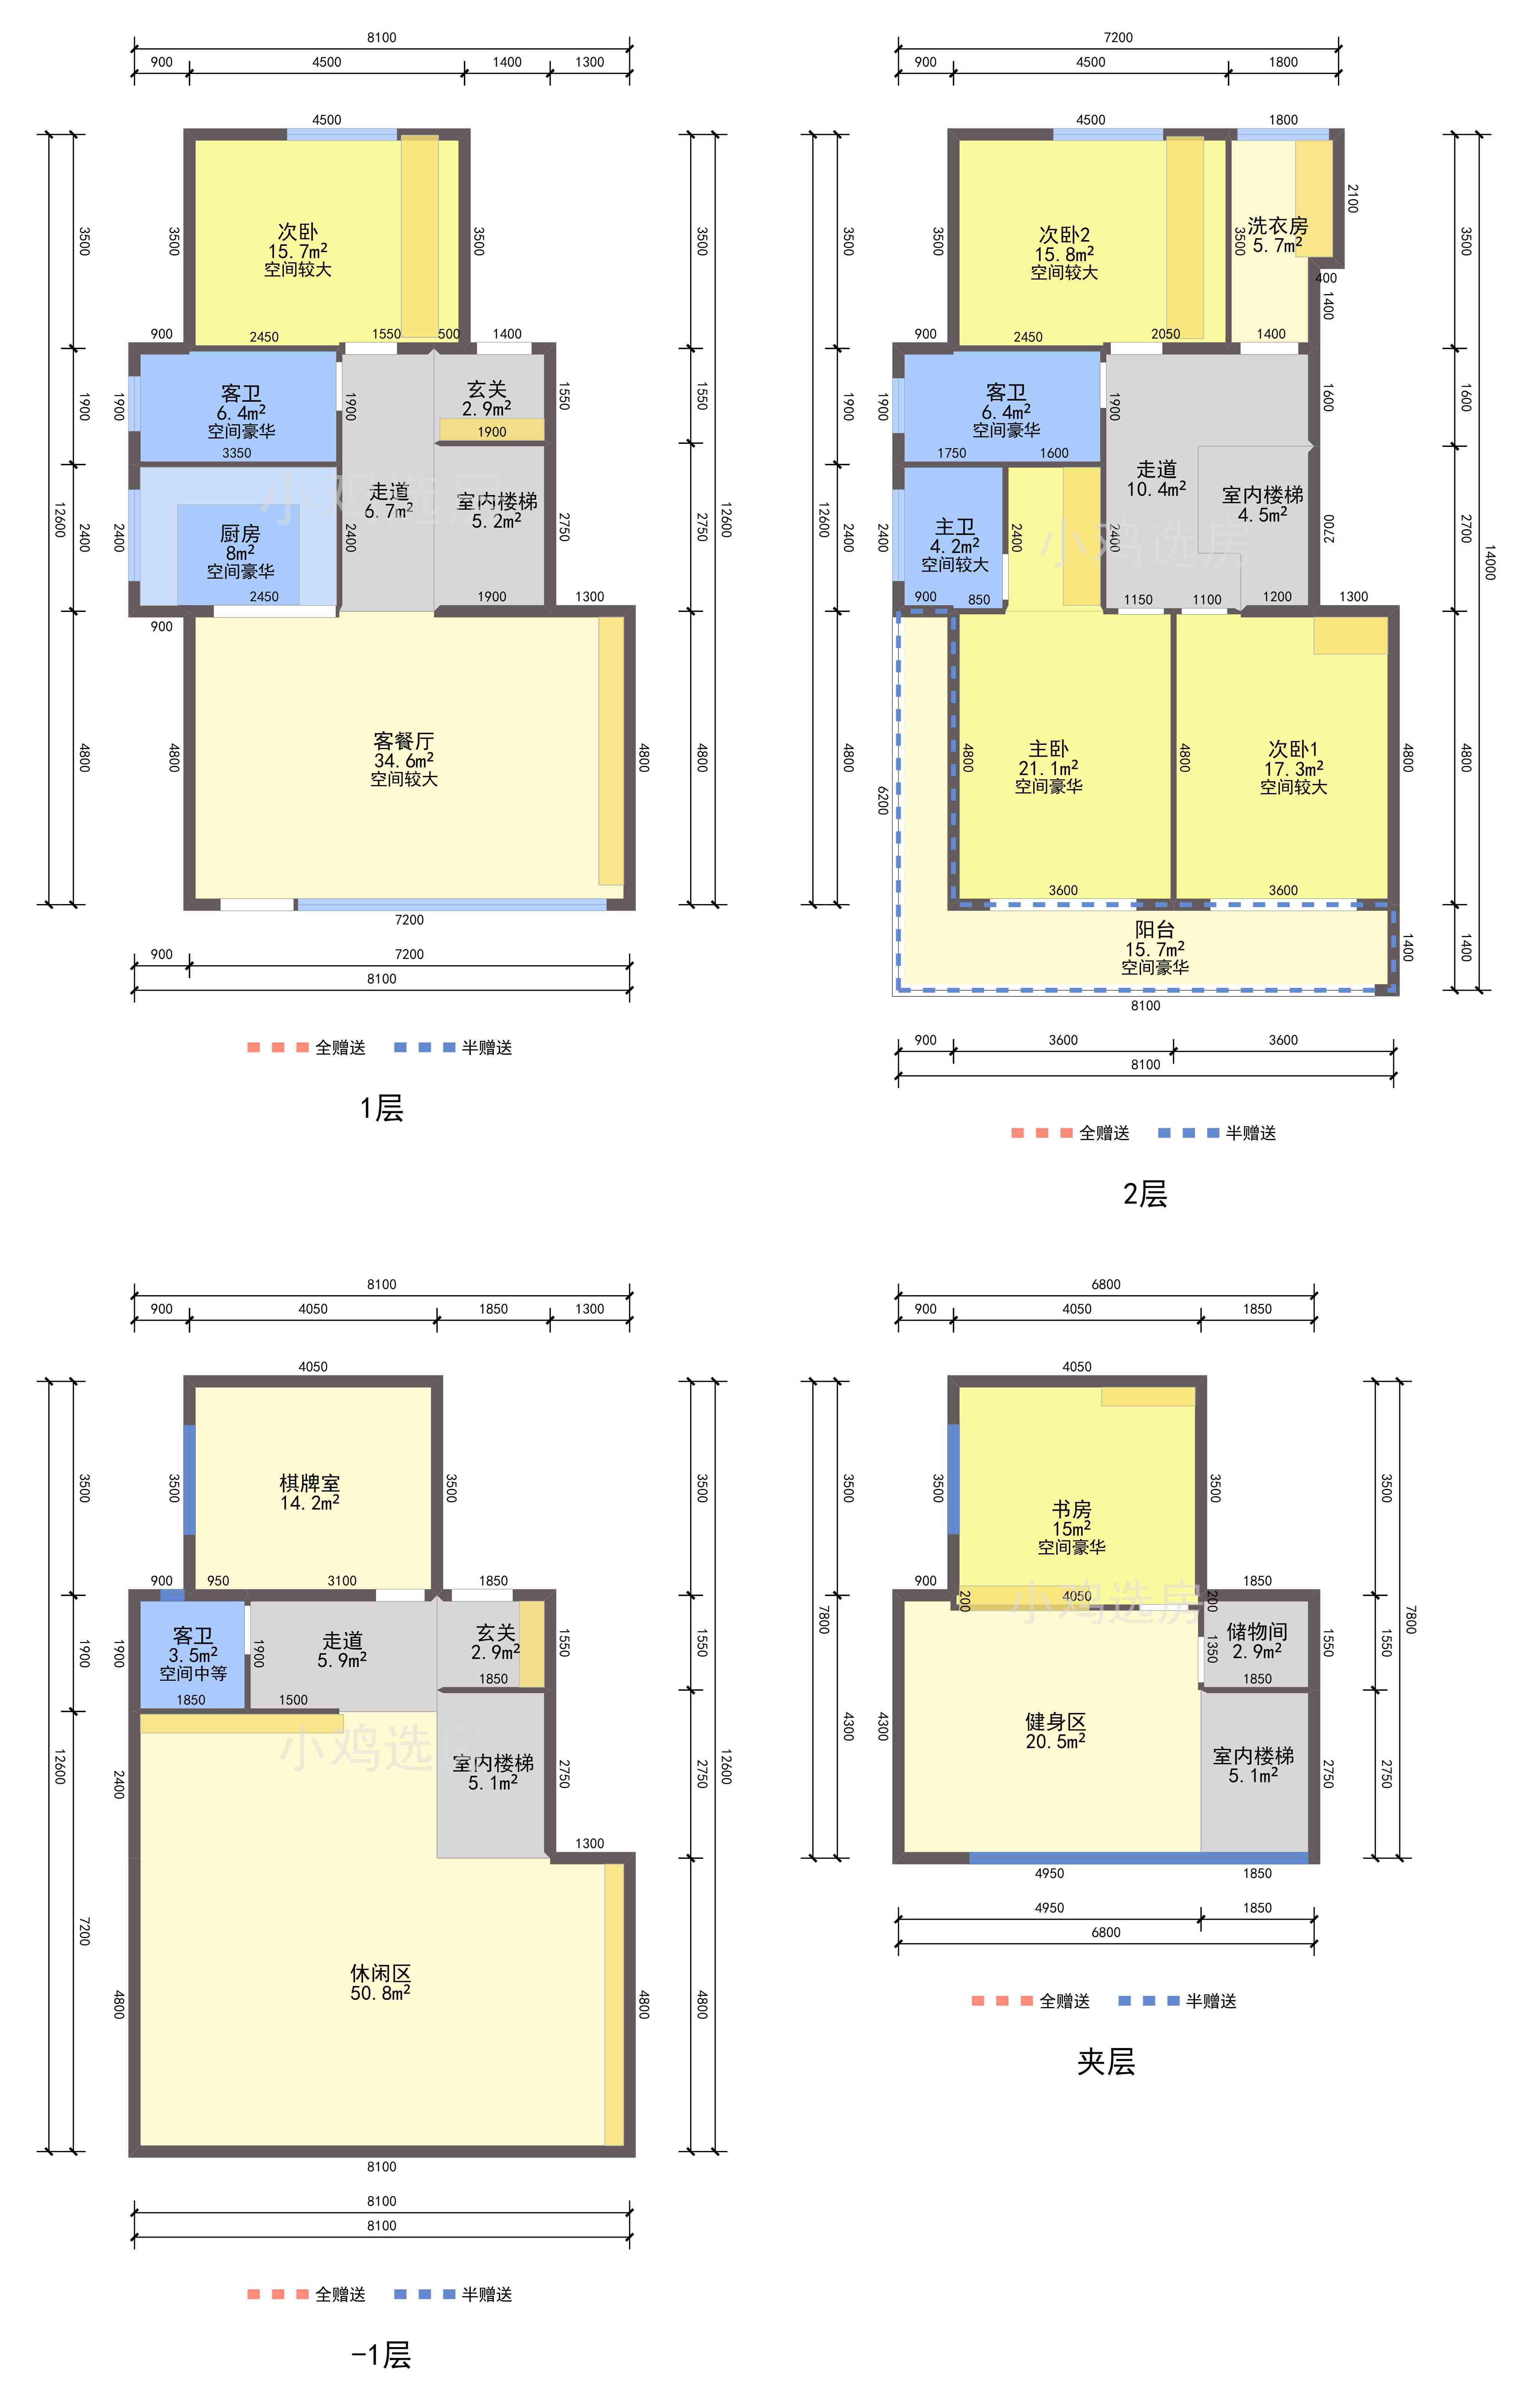 8100
900 4500 1400 1300
4500
3500 3500 3500 3500
次卧
15.7m²
空间较大
900 2450 1550 500 1400
客卫
6.4m²
空间豪华
玄关
2.9m²
1900 1900 1900 1550 1550
1900
3350
小鸡选房
走道
6.7m²
室内楼梯
5.2m²
厨房
8m²
空间豪华
12600 2400 2400 2400 2750 2750 12600
2450 1900 1300
900
客餐厅
34.6m²
空间较大
4800 4800 4800 4800
7200
900 7200
8100
全赠送 半赠送
1层
7200
900 4500 1800
4500 1800
2100
3500 3500 3500 3500
次卧2
15.8m²
空间较大
洗衣房
5.7m²
400
1400
900 2450 2050 1400
客卫
6.4m²
空间豪华
1900 1900 1900 1600 1600
1750 1600
走道
10.4m²
室内楼梯
4.5m²
小鸡选房
主卫
4.2m²
空间较大
12600 2400 2400 2400 2400 2700 2700 14000
900 850 1150 1100 1200 1300
主卧
21.1m²
空间豪华
次卧1
17.3m²
空间较大
4800 6200 4800 4800 4800 4800
3600 3600
阳台
15.7m²
空间豪华
1400 1400
8100
900 3600 3600
8100
全赠送 半赠送
2层
8100
900 4050 1850 1300
4050
3500 3500 3500 3500
棋牌室
14.2m²
900 950 3100 1850
客卫
3.5m²
空间中等
走道
5.9m²
玄关
2.9m²
1900 1900 1900 1550 1550
1850 1500 1850
小鸡选房
室内楼梯
5.1m²
12600 2400 2750 2750 12600
1300
7200
休闲区
50.8m²
4800 4800 4800
8100
8100
8100
全赠送 半赠送
-1层
6800
900 4050 1850
4050
3500 3500 3500 3500
书房
15m²
空间豪华
小鸡选房
900 4050 1850
200 200
储物间
2.9m²
1350 1550 1550
1850
7800 7800
健身区
20.5m²
室内楼梯
5.1m²
4300 4300 2750 2750
4950 1850
4950 1850
6800
全赠送 半赠送
夹层